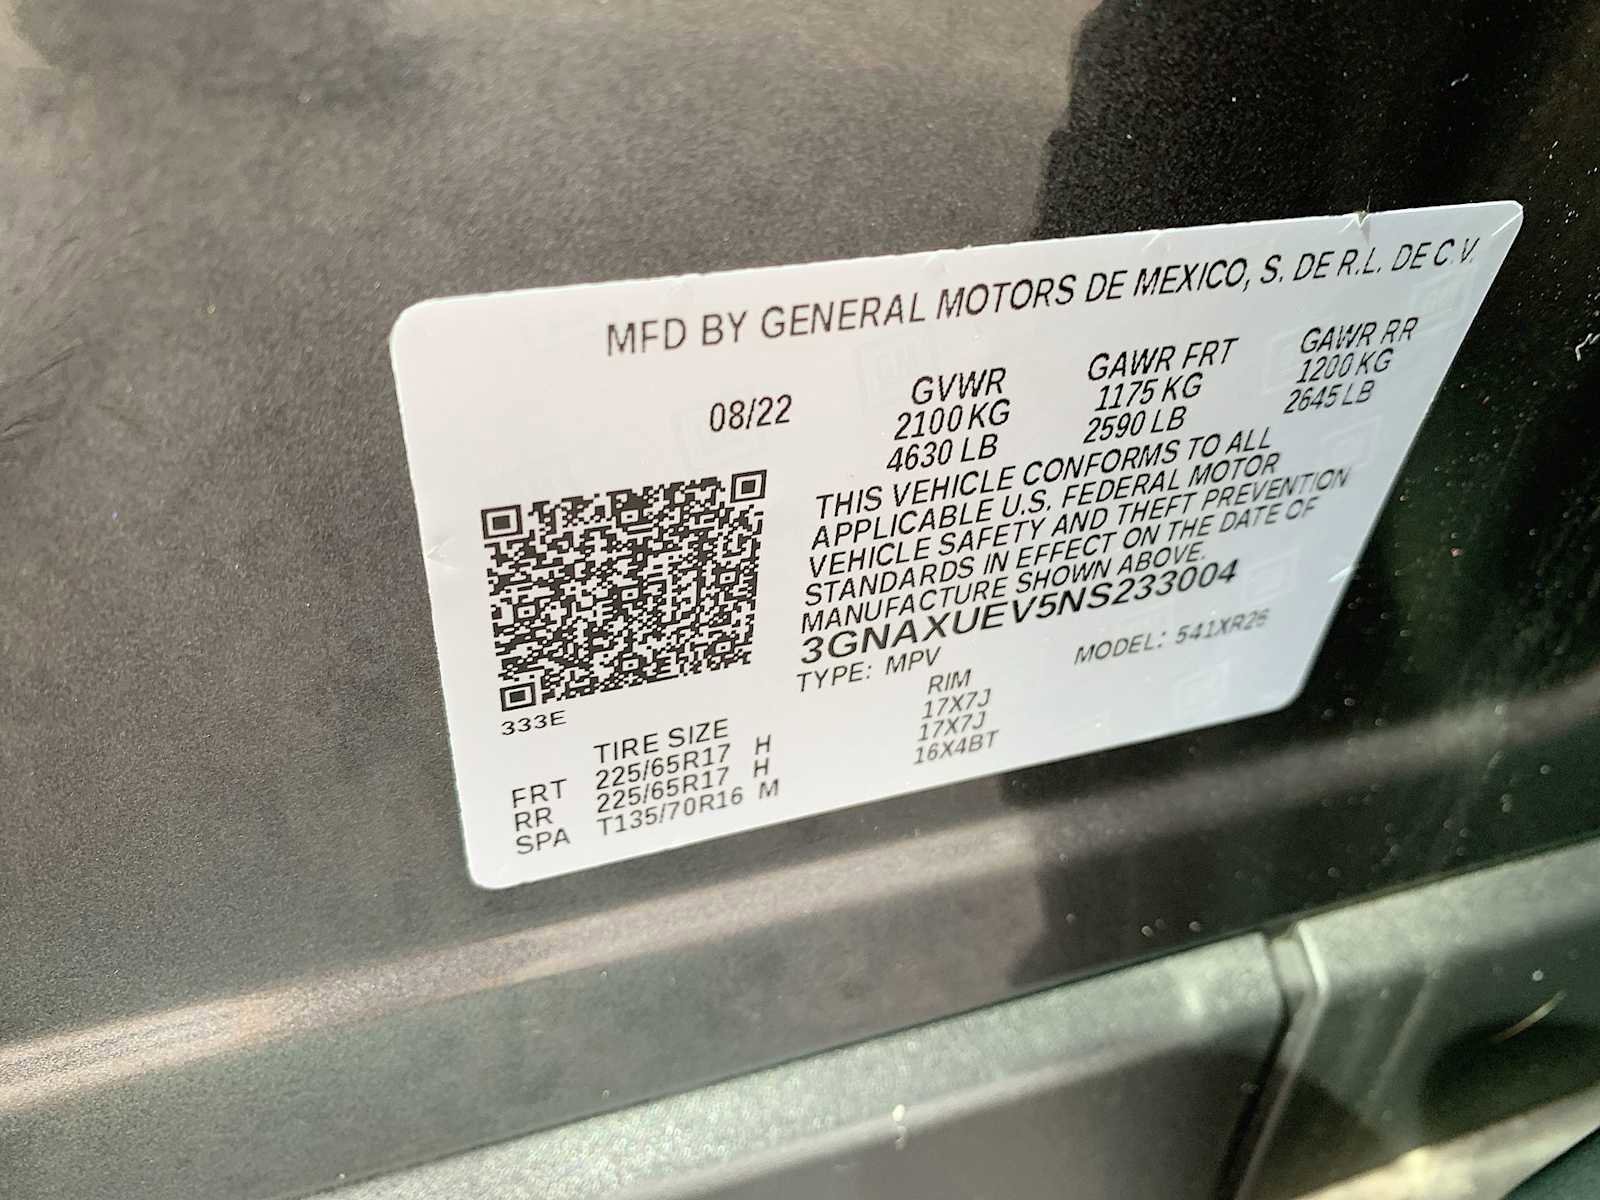 MFD BY GENERAL MOTORS DE MEXICO, S. DE R.L. DE C.V.
08/22
GVWR
2100 KG
4630 LB
GAWR FRT
1175 KG
2590 LB
GAWR RR
1200 KG
2645 LB
THIS VEHICLE CONFORMS TO ALL
APPLICABLE U.S. FEDERAL MOTOR
VEHICLE SAFETY AND THEFT PREVENTION
STANDARDS IN EFFECT ON THE DATE OF
MANUFACTURE SHOWN ABOVE.
3GNAXUEV5NS233004
TYPE: MPV MODEL: 541XR26
333E
TIRE SIZE RIM
FRT 225/65R17 H 17X7J
RR 225/65R17 H 17X7J
SPA T135/70R16 M 16X4BT